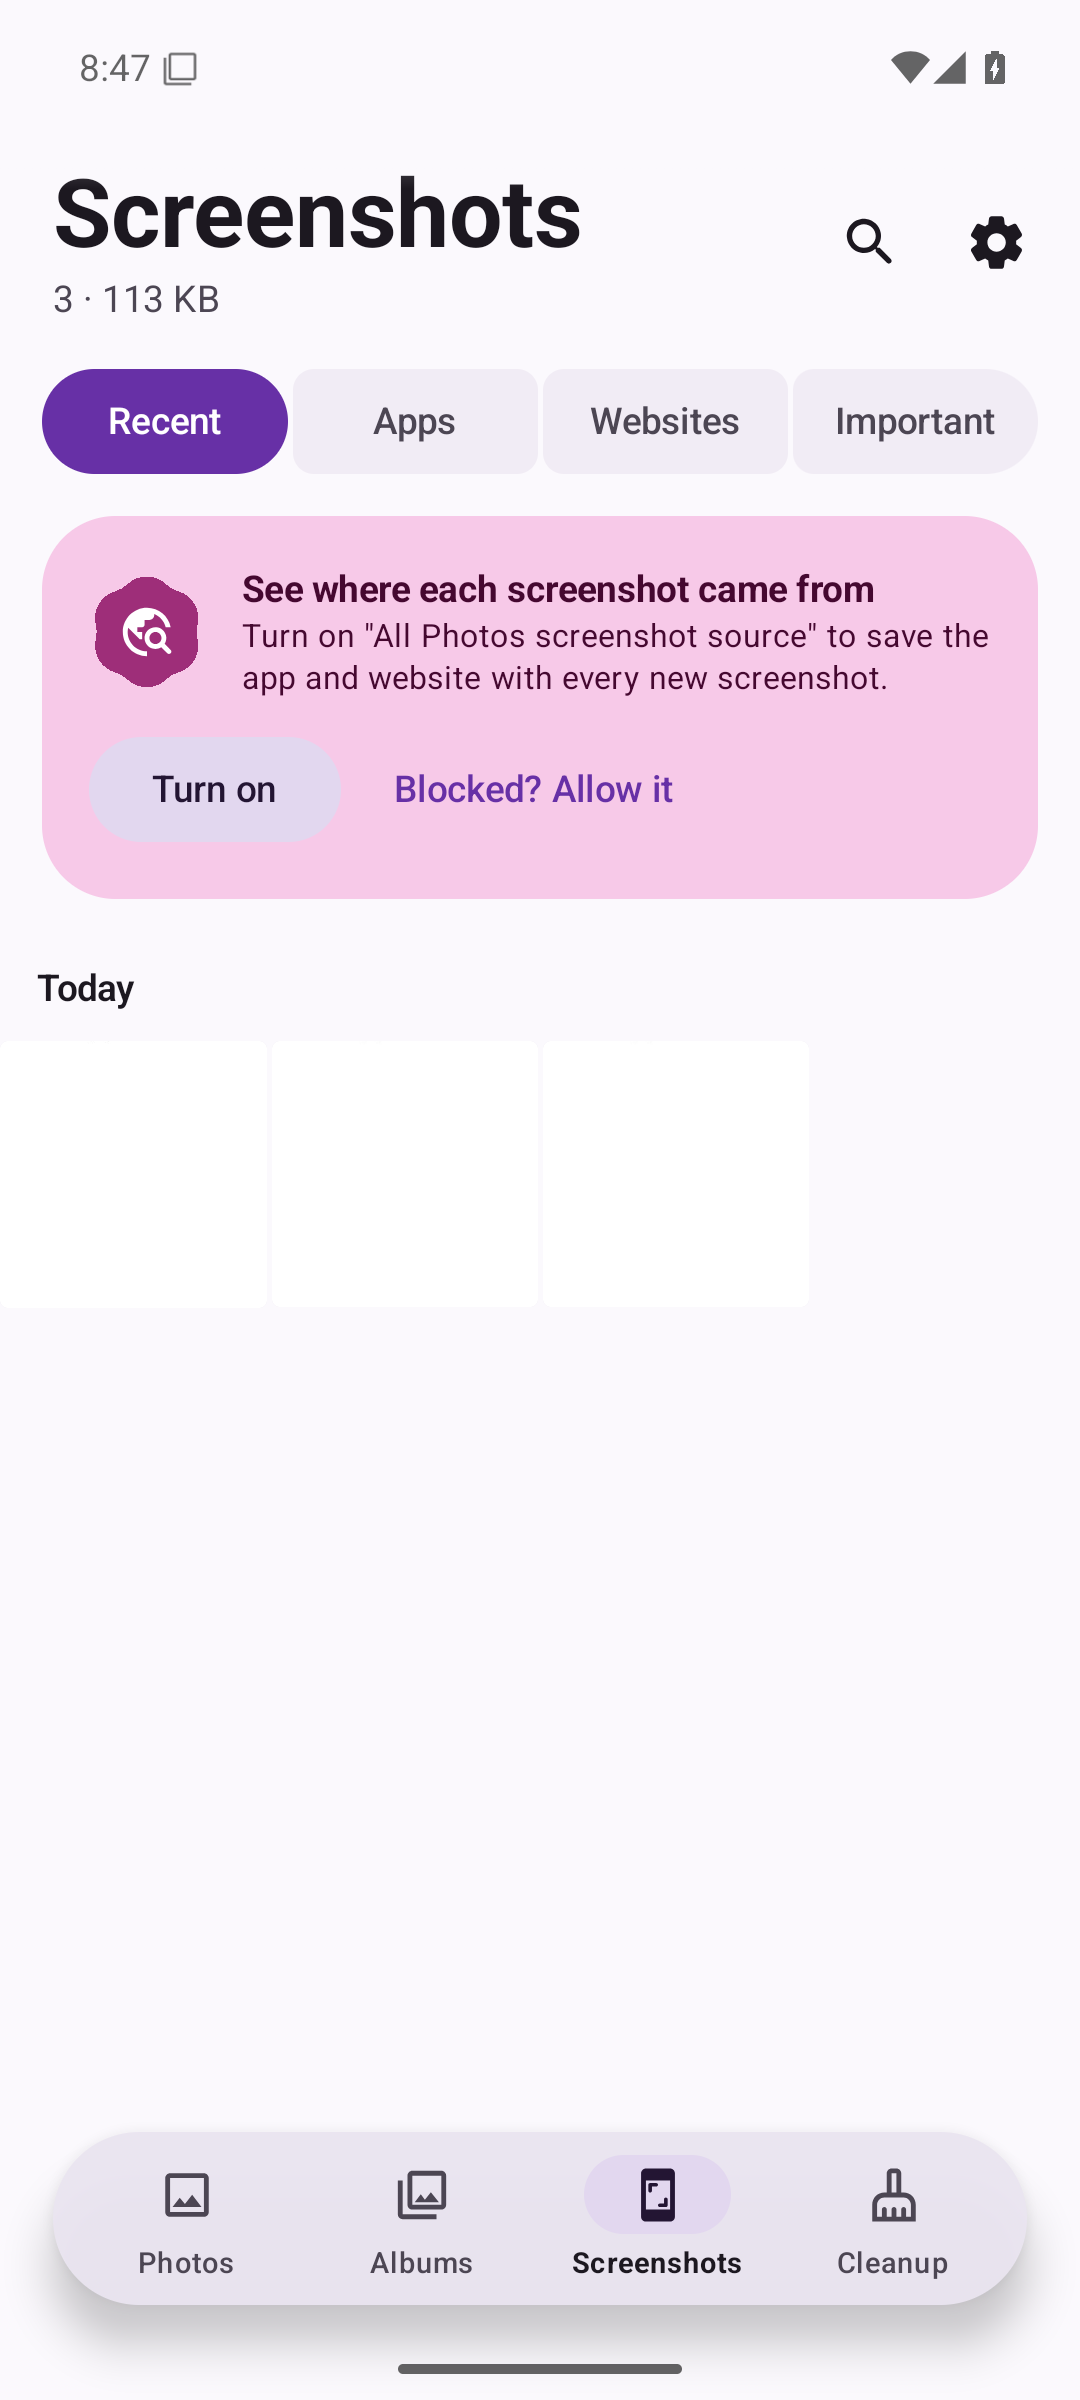 8:47
Screenshots
3 · 113 KB
Recent
Apps
Websites
Important
See where each screenshot came from
Turn on "All Photos screenshot source" to save the
app and website with every new screenshot.
Turn on
Blocked? Allow it
Today
Photos
Albums
Screenshots
Cleanup